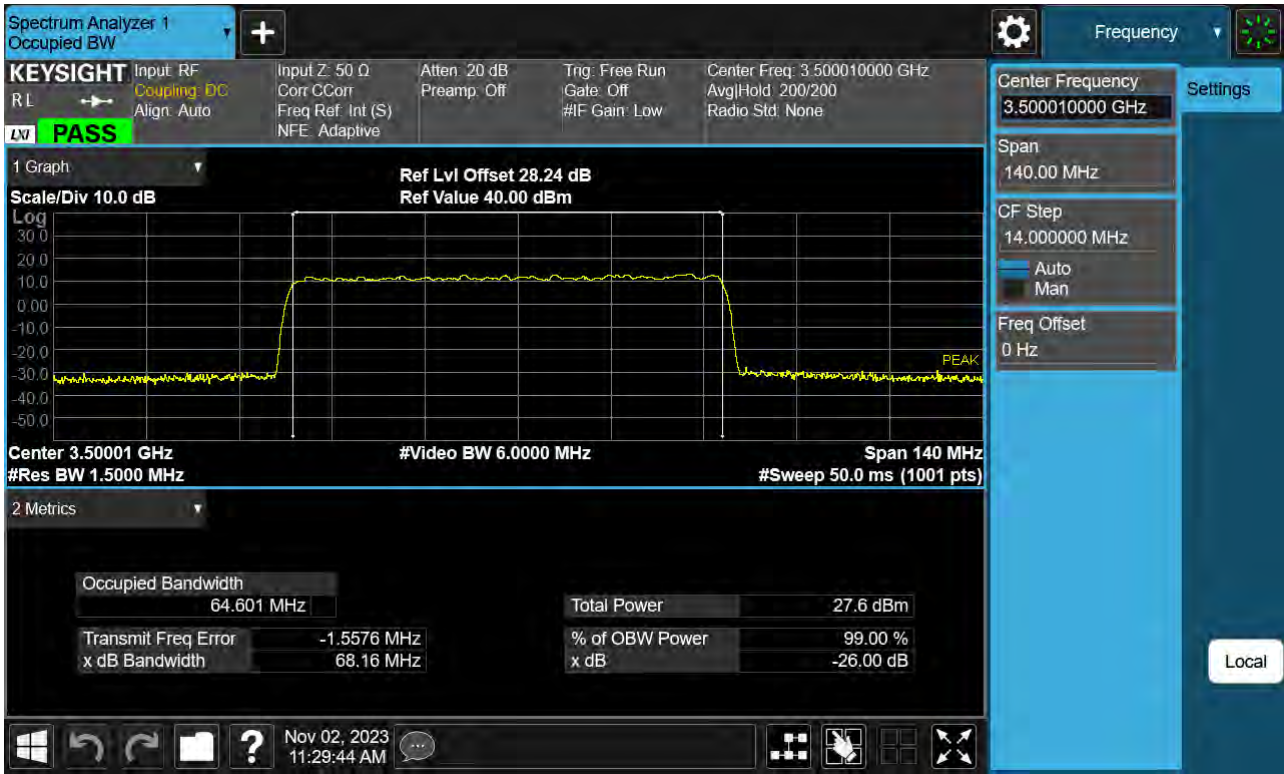 Spectrum Analyzer 1
Occupied BW
+
Frequency
KEYSIGHT
RL
LXI
PASS
Input: RF
Coupling: DC
Align: Auto
Input Z: 50 Ω
Corr CCorr
Freq Ref: Int (S)
NFE: Adaptive
Atten: 20 dB
Preamp: Off
Trig: Free Run
Gate: Off
#IF Gain: Low
Center Freq: 3.500010000 GHz
Avg|Hold: 200/200
Radio Std: None
Center Frequency
3.500010000 GHz
Settings
Span
140.00 MHz
CF Step
14.000000 MHz
Auto
Man
Freq Offset
0 Hz
Local
1 Graph
Scale/Div 10.0 dB
Ref Lvl Offset 28.24 dB
Ref Value 40.00 dBm
Log
30.0
20.0
10.0
0.00
-10.0
-20.0
-30.0
-40.0
-50.0
PEAK
Center 3.50001 GHz
#Res BW 1.5000 MHz
#Video BW 6.0000 MHz
Span 140 MHz
#Sweep 50.0 ms (1001 pts)
2 Metrics
Occupied Bandwidth
64.601 MHz
Transmit Freq Error -1.5576 MHz
x dB Bandwidth 68.16 MHz
Total Power 27.6 dBm
% of OBW Power 99.00 %
x dB -26.00 dB
?
Nov 02, 2023
11:29:44 AM